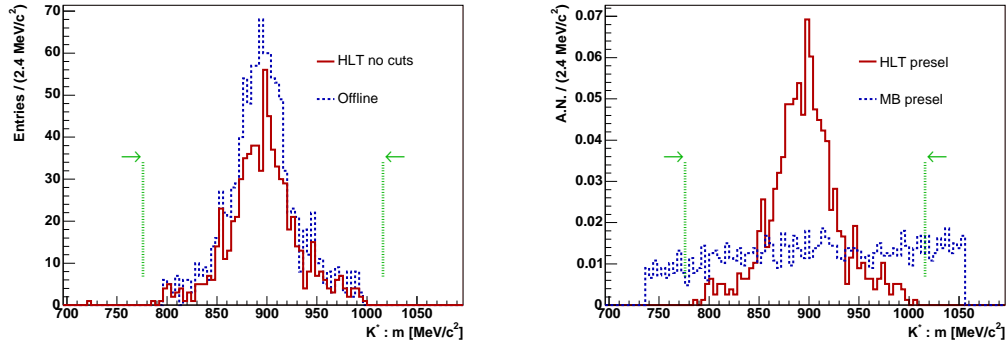 Entries / (2.4 MeV/c²)
70
60
50
40
30
20
10
0
HLT no cuts
Offline
700 750 800 850 900 950 1000 1050
K* : m [MeV/c²]
A.N. / (2.4 MeV/c²)
0.07
0.06
0.05
0.04
0.03
0.02
0.01
0
HLT presel
MB presel
700 750 800 850 900 950 1000 1050
K* : m [MeV/c²]